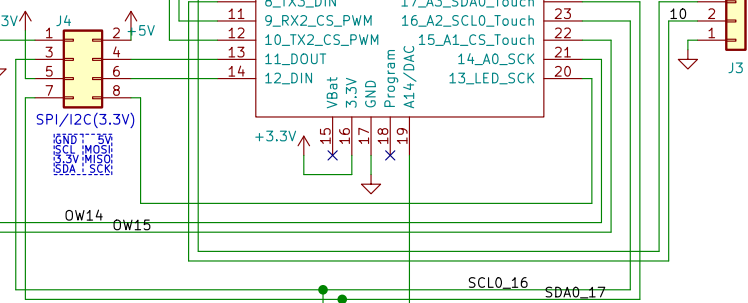 3V
J4
+5V
1
2
3
4
5
6
7
8
SPI/I2C(3.3V)
GND 5V
SCL MOSI
3.3V MISO
SDA SCK
11
12
13
14
8_TX3_DIN
9_RX2_CS_PWM
10_TX2_CS_PWM
11_DOUT
12_DIN
17_A3_SDA0_Touch
16_A2_SCL0_Touch
15_A1_CS_Touch
14_A0_SCK
13_LED_SCK
23
22
21
20
VBat
3.3V
GND
Program
A14/DAC
15
16
17
18
19
+3.3V
10
2
1
J3
OW14
OW15
SCL0_16
SDA0_17